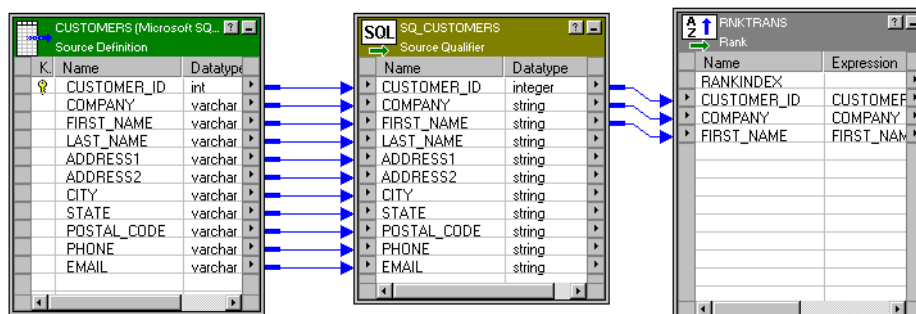 CUSTOMERS (Microsoft SQ...
Source Definition
K. Name Datatype
CUSTOMER_ID int
COMPANY varchar
FIRST_NAME varchar
LAST_NAME varchar
ADDRESS1 varchar
ADDRESS2 varchar
CITY varchar
STATE varchar
POSTAL_CODE varchar
PHONE varchar
EMAIL varchar
SQL SQ_CUSTOMERS
Source Qualifier
Name Datatype
CUSTOMER_ID integer
COMPANY string
FIRST_NAME string
LAST_NAME string
ADDRESS1 string
ADDRESS2 string
CITY string
STATE string
POSTAL_CODE string
PHONE string
EMAIL string
A Z RNKTRANS
Rank
Name Expression
RANKINDEX
CUSTOMER_ID CUSTOMER
COMPANY COMPANY
FIRST_NAME FIRST_NAM